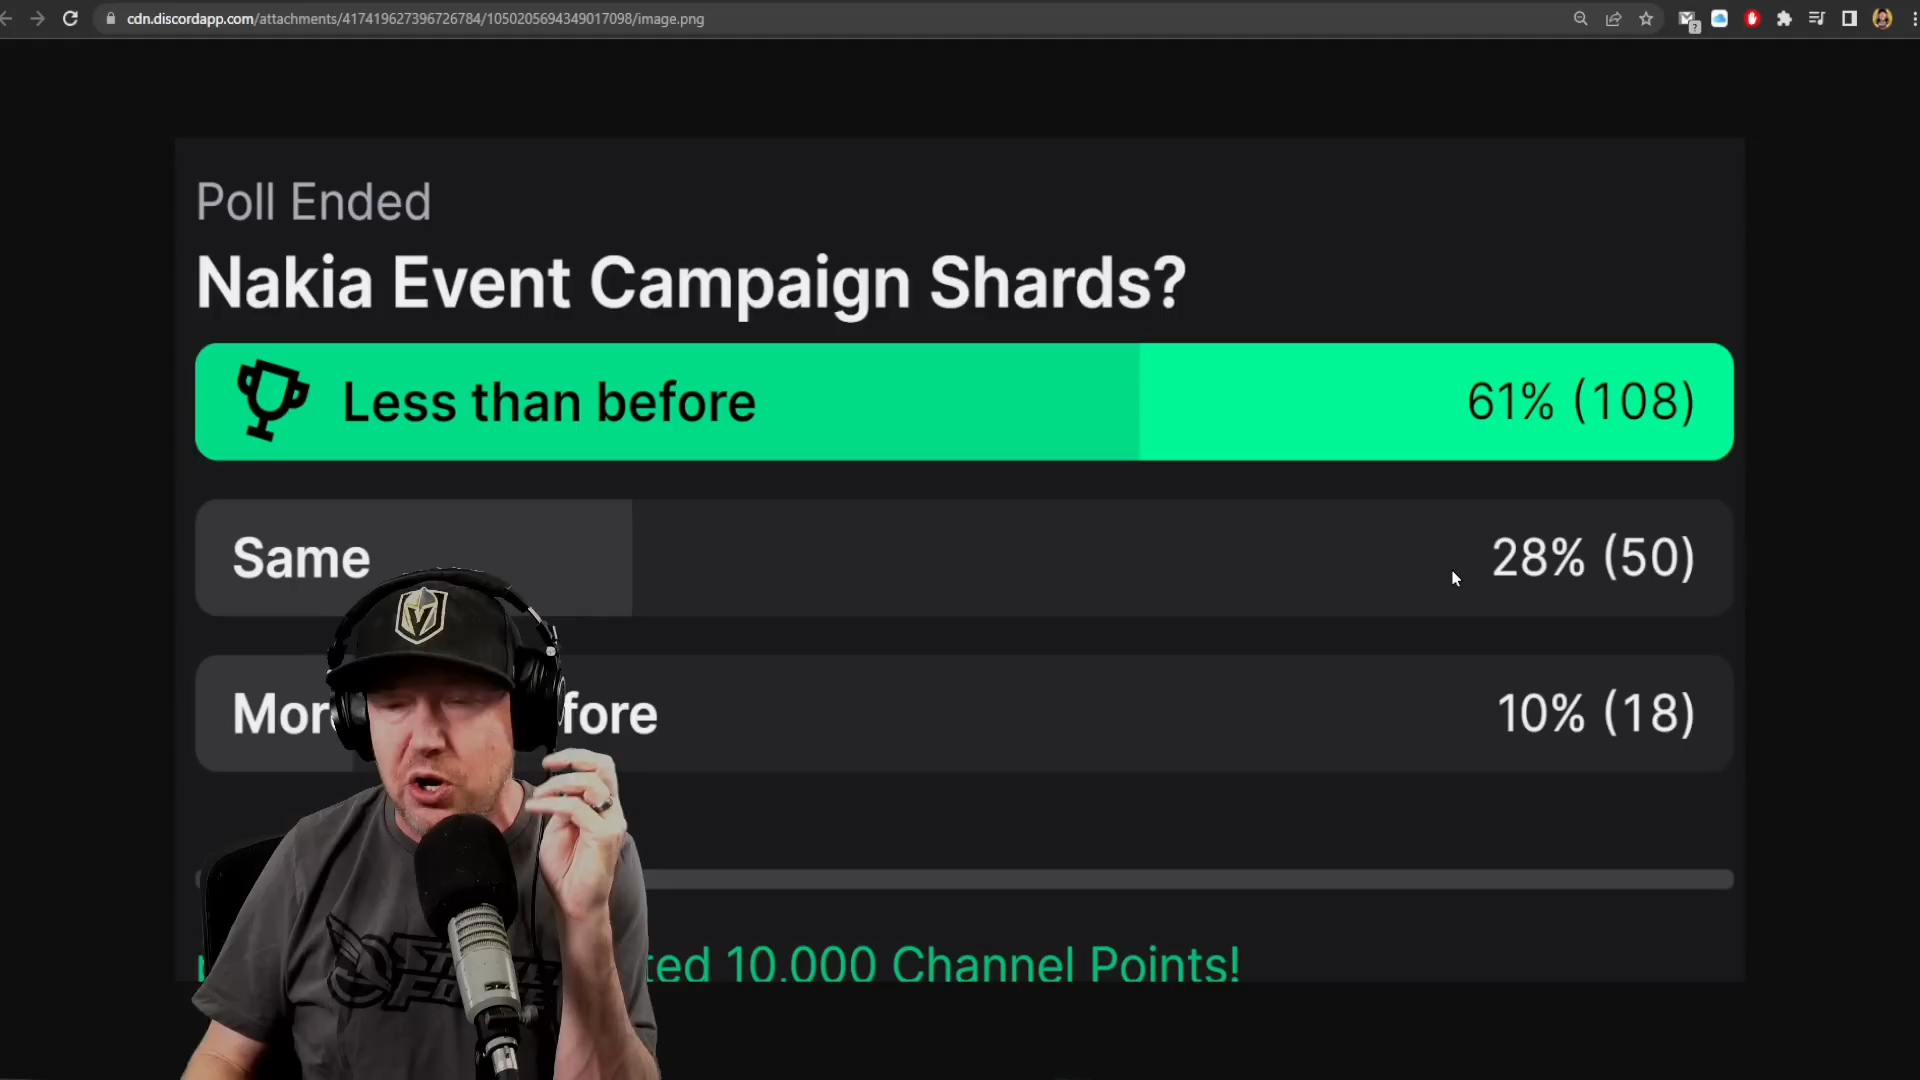 cdn.discordapp.com/attachments/417419627396726784/1050205694349017098/image.png
Poll Ended
Nakia Event Campaign Shards?
Less than before 61% (108)
Same 28% (50)
Mor fore 10% (18)
ted 10,000 Channel Points!